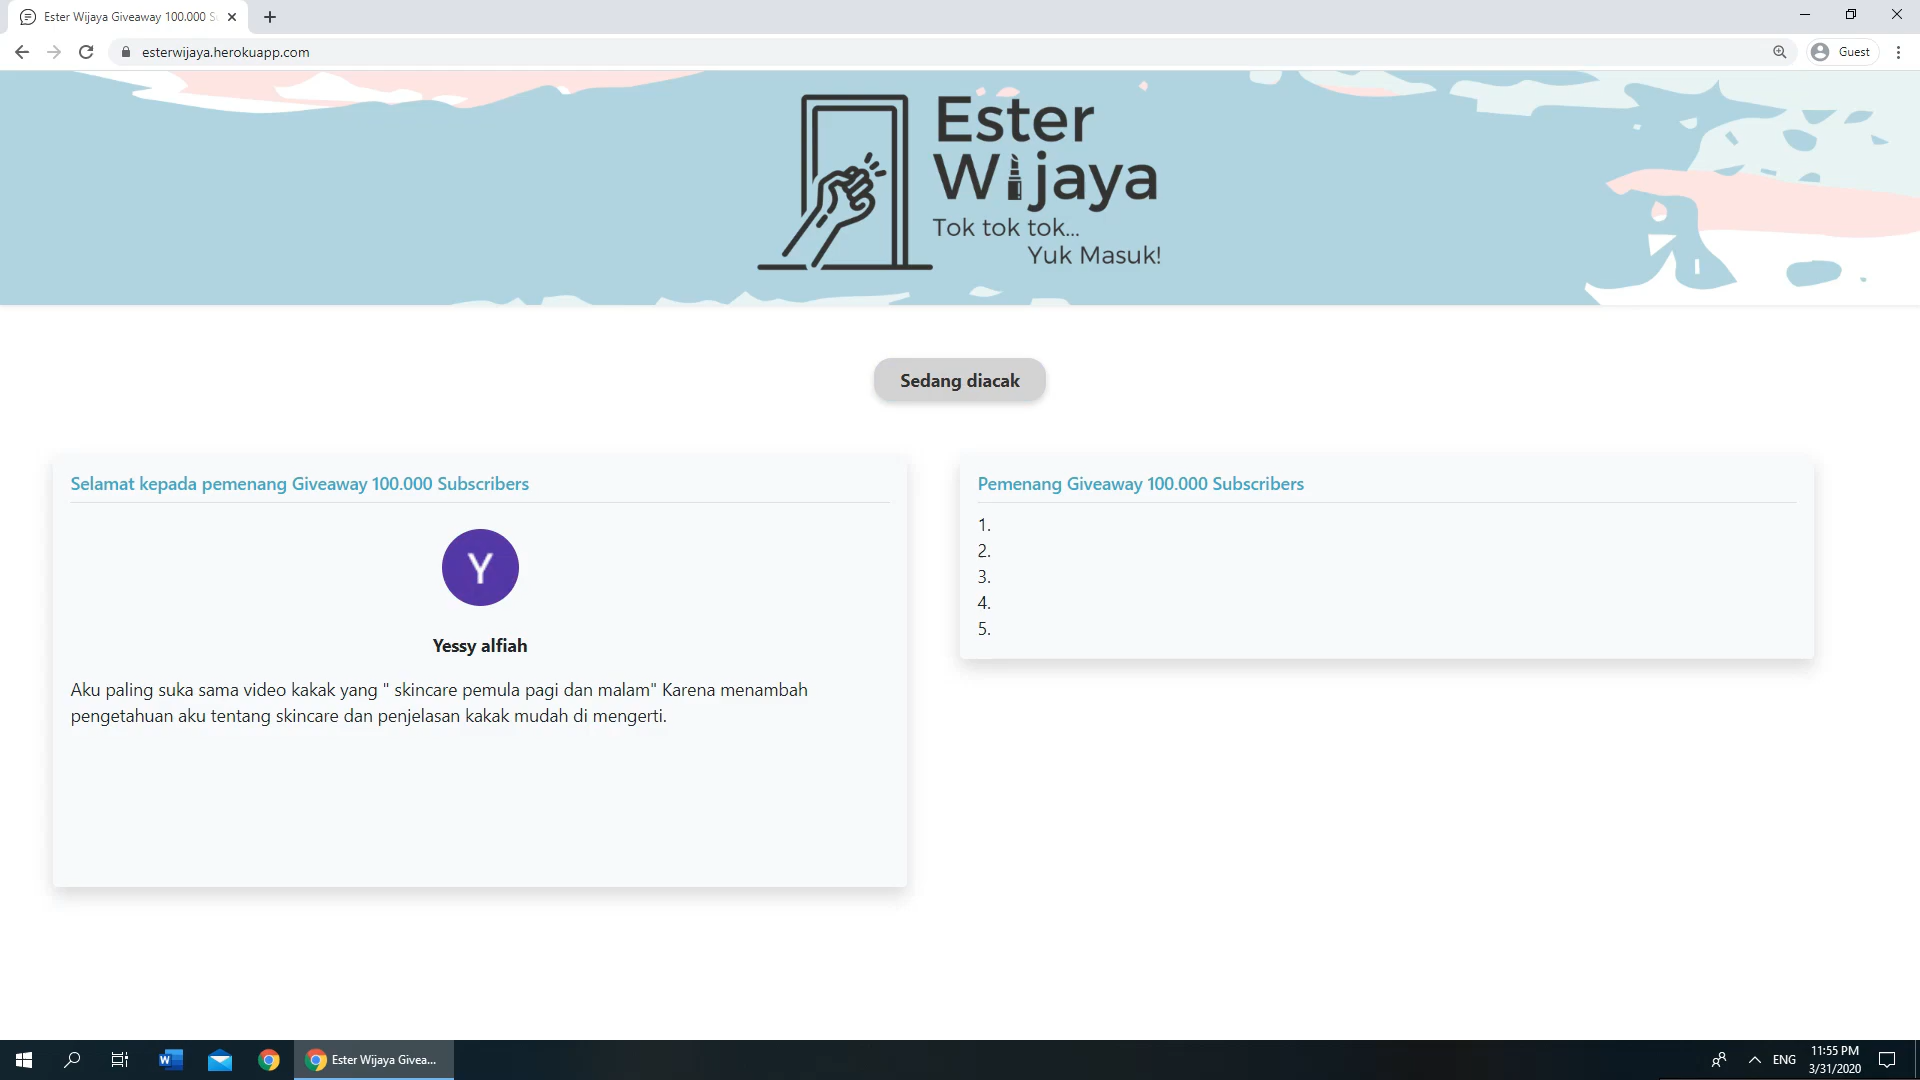 Ester Wijaya Giveaway 100.000 S
esterwijaya.herokuapp.com
Guest
Ester
Wijaya
Tok tok tok...
Yuk Masuk!
Sedang diacak
Selamat kepada pemenang Giveaway 100.000 Subscribers
Y
Yessy alfiah
Aku paling suka sama video kakak yang " skincare pemula pagi dan malam" Karena menambah
pengetahuan aku tentang skincare dan penjelasan kakak mudah di mengerti.
Pemenang Giveaway 100.000 Subscribers
1.
2.
3.
4.
5.
Ester Wijaya Givea...
ENG
11:55 PM
3/31/2020